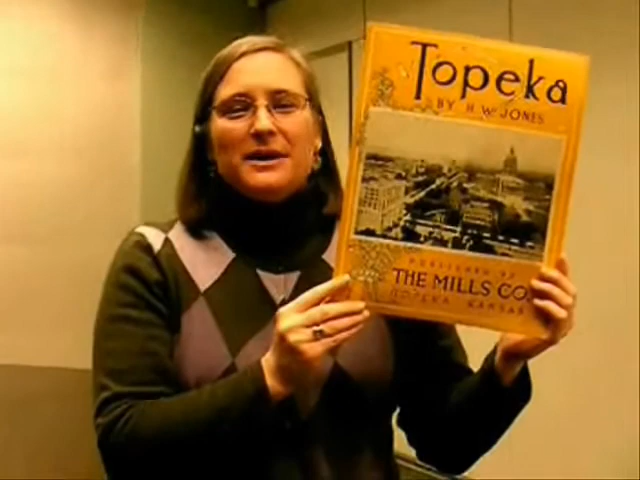 Topeka
BY H. W. JONES
PUBLISHED BY
THE MILLS CO.
TOPEKA, KANSAS